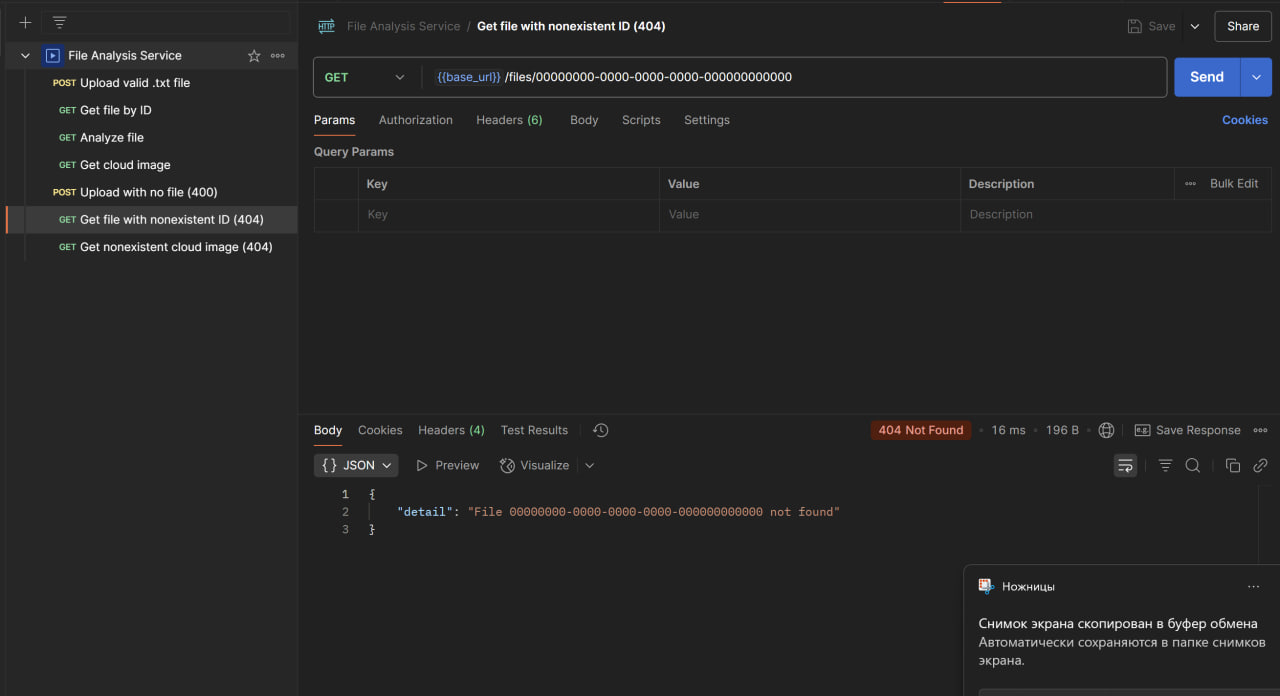 File Analysis Service
POST Upload valid .txt file
GET Get file by ID
GET Analyze file
GET Get cloud image
POST Upload with no file (400)
GET Get file with nonexistent ID (404)
GET Get nonexistent cloud image (404)
HTTP File Analysis Service / Get file with nonexistent ID (404) Save Share
GET {{base_url}} /files/00000000-0000-0000-0000-000000000000 Send
Params Authorization Headers (6) Body Scripts Settings Cookies
Query Params
Key Value Description Bulk Edit
Key Value Description
Body Cookies Headers (4) Test Results 404 Not Found 16 ms 196 B e.g. Save Response
{} JSON Preview Visualize
1 {
2 "detail": "File 00000000-0000-0000-0000-000000000000 not found"
3 }
Ножницы
Снимок экрана скопирован в буфер обмена
Автоматически сохраняются в папке снимков
экрана.